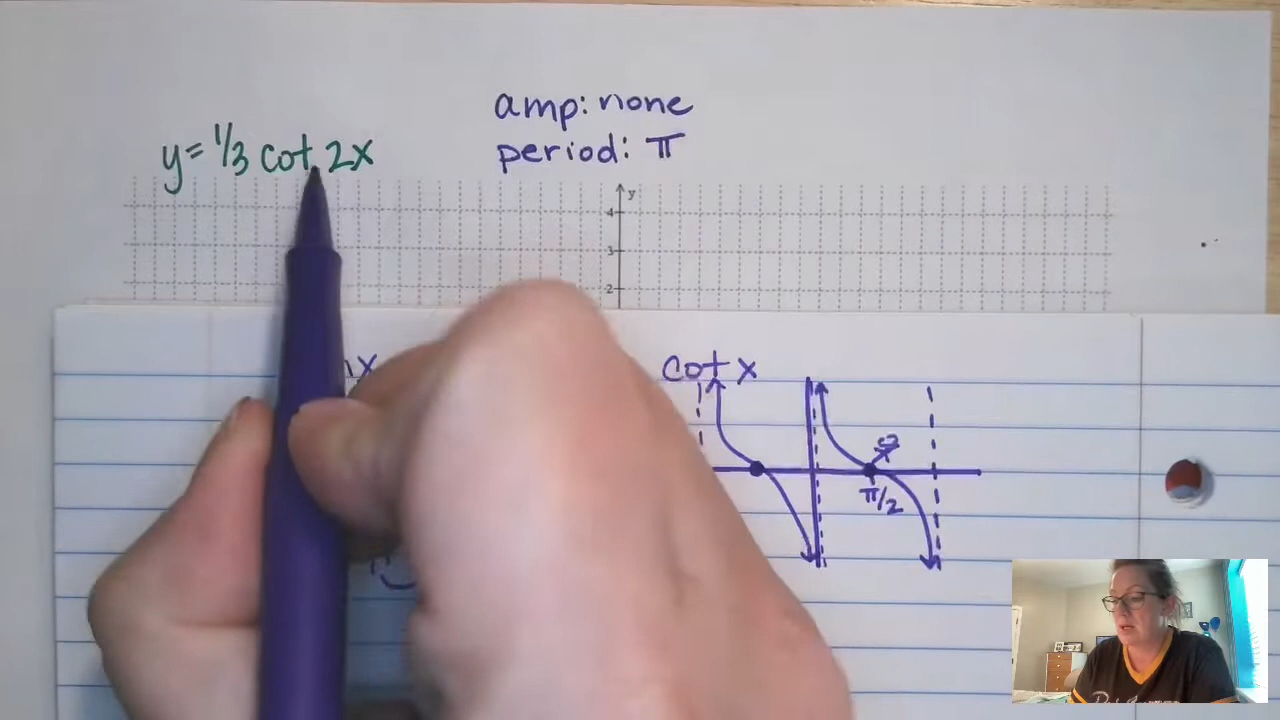 amp: none
y = 1/3 cot 2x
period: π
y
4
3
2
cot x
π/2